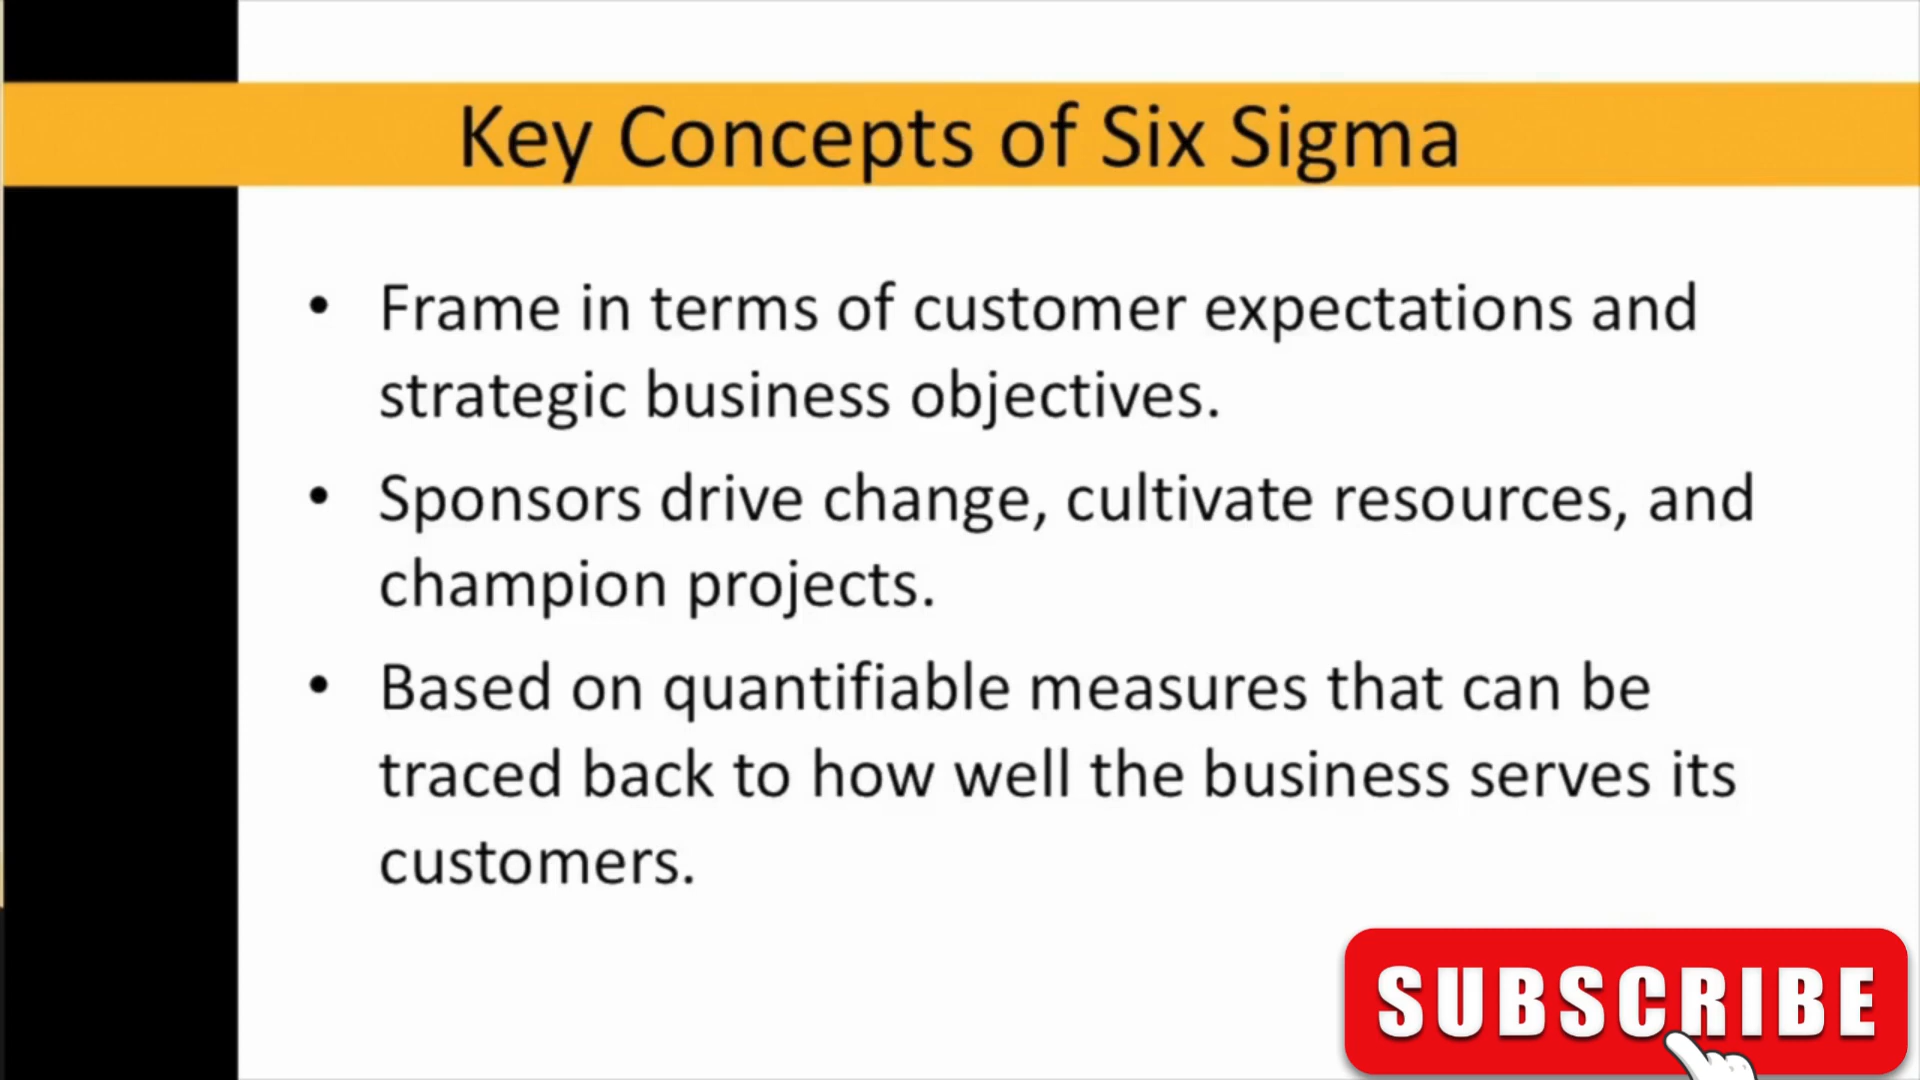 Key Concepts of Six Sigma
• Frame in terms of customer expectations and
strategic business objectives.
• Sponsors drive change, cultivate resources, and
champion projects.
• Based on quantifiable measures that can be
traced back to how well the business serves its
customers.
SUBSCRIBE